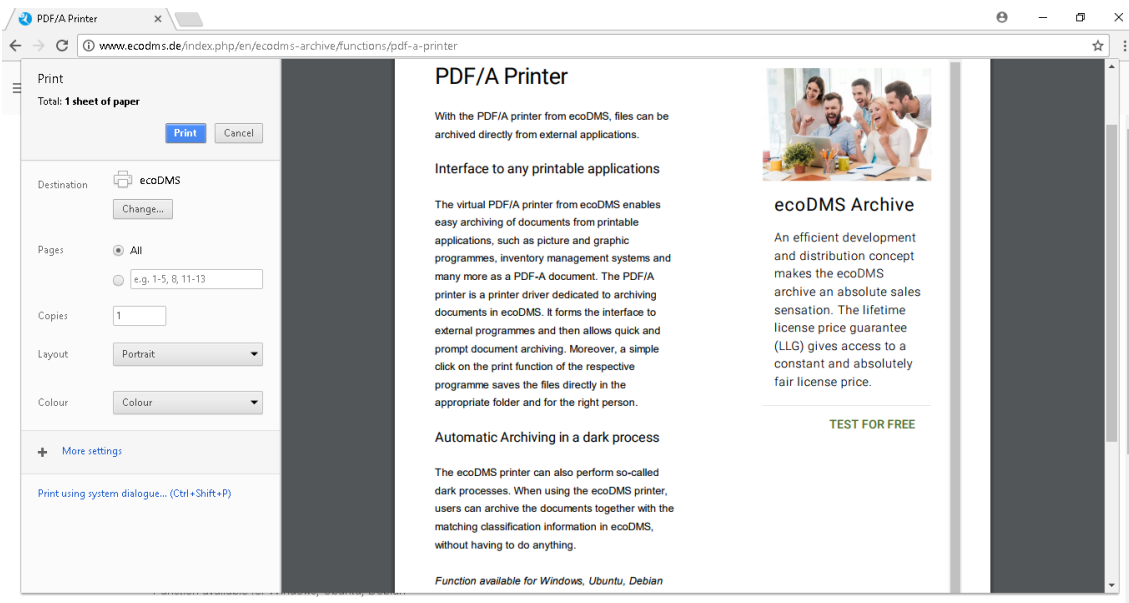 PDF/A Printer
www.ecodms.de/index.php/en/ecodms-archive/functions/pdf-a-printer
Print
Total: 1 sheet of paper
Print Cancel
Destination ecoDMS
Change...
Pages All
e.g. 1-5, 8, 11-13
Copies 1
Layout Portrait
Colour Colour
More settings
Print using system dialogue... (Ctrl+Shift+P)
PDF/A Printer
With the PDF/A printer from ecoDMS, files can be
archived directly from external applications.
Interface to any printable applications
The virtual PDF/A printer from ecoDMS enables
easy archiving of documents from printable
applications, such as picture and graphic
programmes, inventory management systems and
many more as a PDF-A document. The PDF/A
printer is a printer driver dedicated to archiving
documents in ecoDMS. It forms the interface to
external programmes and then allows quick and
prompt document archiving. Moreover, a simple
click on the print function of the respective
programme saves the files directly in the
appropriate folder and for the right person.
Automatic Archiving in a dark process
The ecoDMS printer can also perform so-called
dark processes. When using the ecoDMS printer,
users can archive the documents together with the
matching classification information in ecoDMS,
without having to do anything.
Function available for Windows, Ubuntu, Debian
ecoDMS Archive
An efficient development
and distribution concept
makes the ecoDMS
archive an absolute sales
sensation. The lifetime
license price guarantee
(LLG) gives access to a
constant and absolutely
fair license price.
TEST FOR FREE
Function available for Windows, Ubuntu, Debian